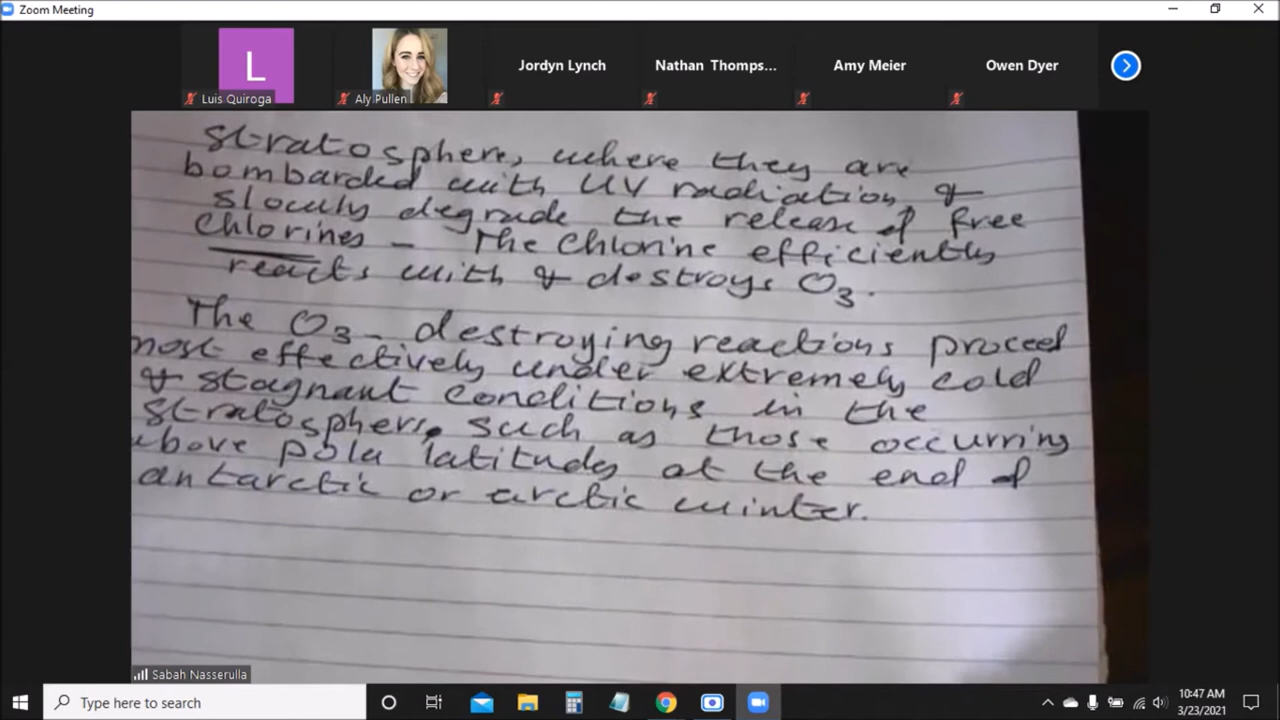 Zoom Meeting
L
Luis Quiroga
Aly Pullen
Jordyn Lynch
Nathan Thomps...
Amy Meier
Owen Dyer
stratosphere, where they are
bombarded with UV radiation &
slowly degrade the release of free
Chlorines – The Chlorine efficiently
reacts with & destroys O3.
The O3 – destroying reactions proceed
most effectively under extremely cold
& stagnant conditions in the
stratosphere, such as those occurring
above pola latitudes at the end of
antarctic or arctic winter.
Sabah Nasserulla
Type here to search
10:47 AM
3/23/2021